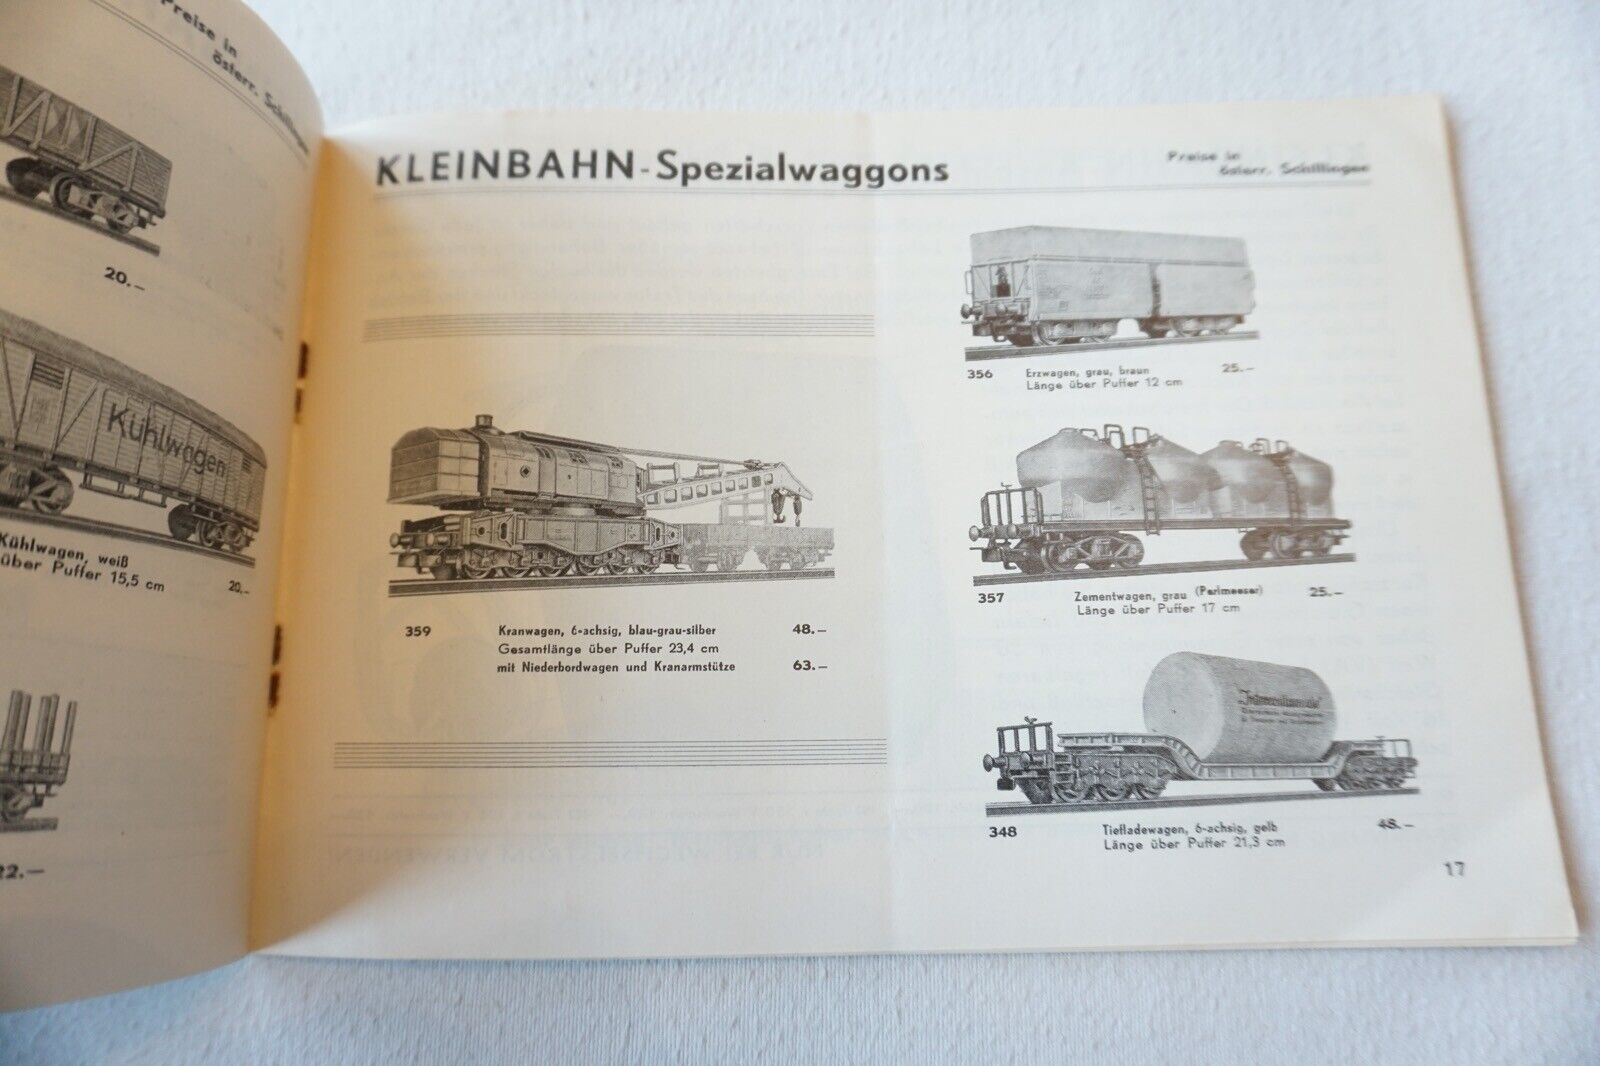 Preise in
österr. Schillingen
20.–
Kühlwagen
Kühlwagen, weiß
über Puffer 15,5 cm
20.–
22.–
KLEINBAHN-Spezialwaggons
Preise in
österr. Schillingen
359
Kranwagen, 6-achsig, blau-grau-silber
48.–
Gesamtlänge über Puffer 23,4 cm
mit Niederbordwagen und Kranarmstütze
63.–
356
Erzwagen, grau, braun
25.–
Länge über Puffer 12 cm
357
Zementwagen, grau (Perlmooser)
25.–
Länge über Puffer 17 cm
348
Tiefladewagen, 6-achsig, gelb
48.–
Länge über Puffer 21,3 cm
17